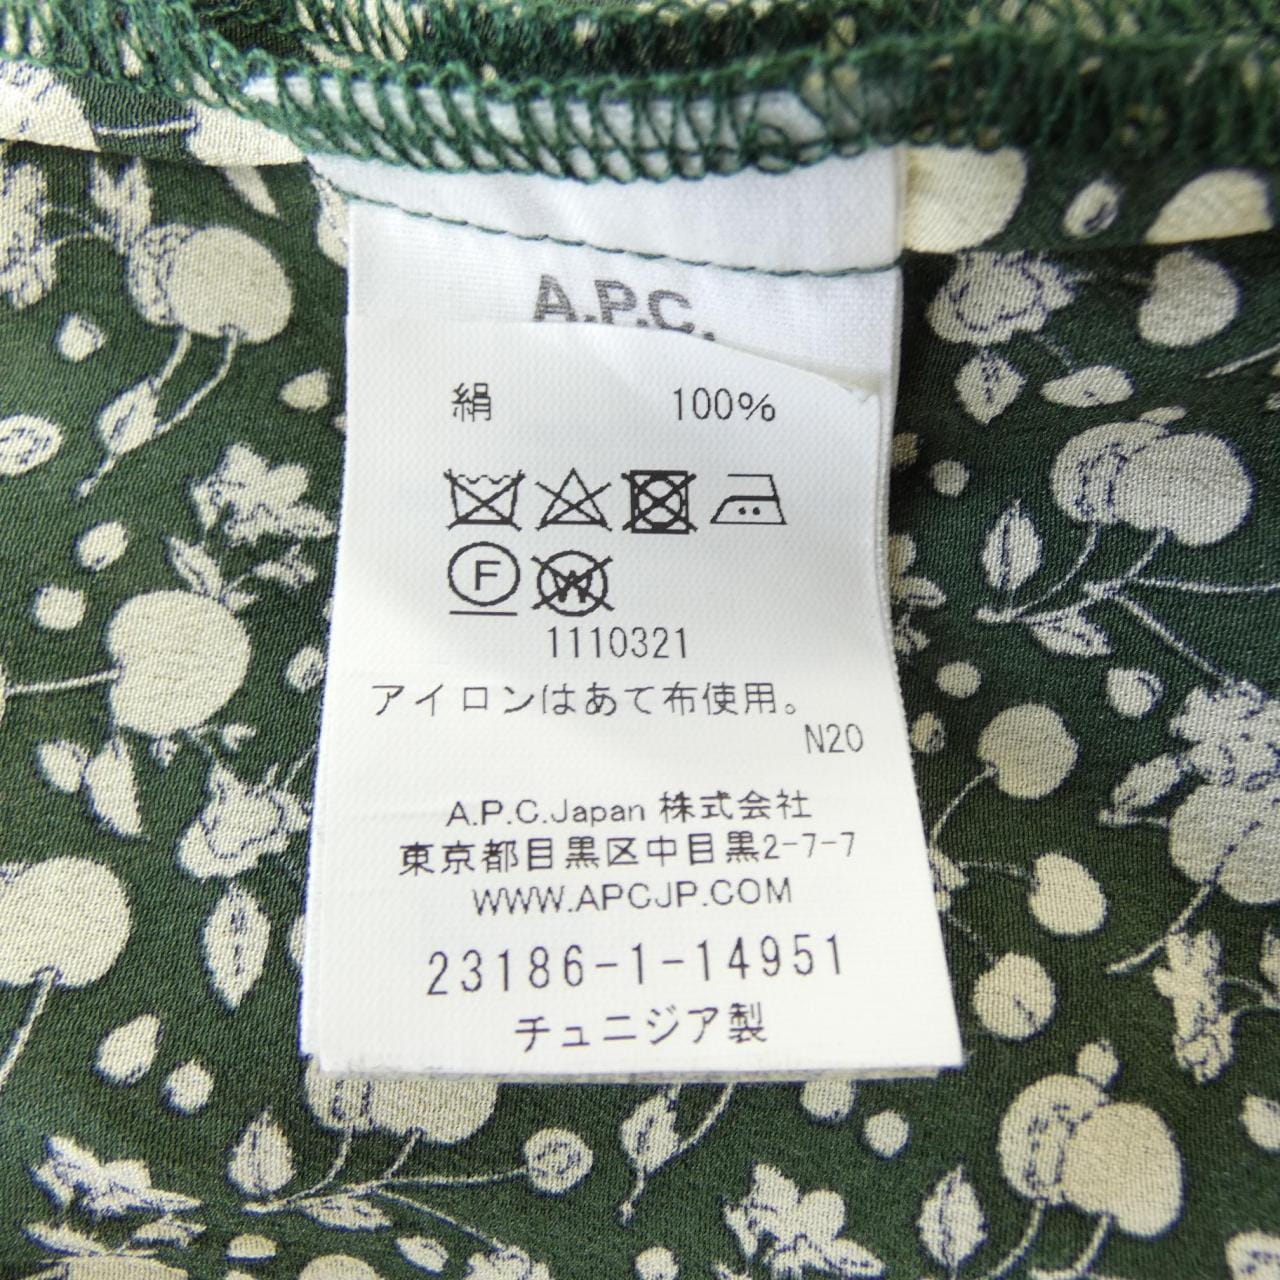 A.P.C.
絹 100%
F W
1110321
アイロンはあて布使用。
N20
A.P.C.Japan 株式会社
東京都目黒区中目黒2-7-7
WWW.APCJP.COM
23186-1-14951
チュニジア製